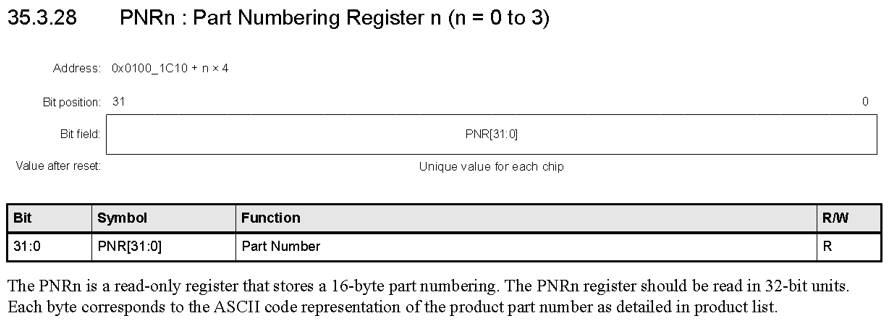 35.3.28 PNRn : Part Numbering Register n (n = 0 to 3)
Address: 0x0100_1C10 + n × 4
Bit position: 31 0
Bit field: PNR[31:0]
Value after reset: Unique value for each chip
Bit Symbol Function R/W
31:0 PNR[31:0] Part Number R
The PNRn is a read-only register that stores a 16-byte part numbering. The PNRn register should be read in 32-bit units.
Each byte corresponds to the ASCII code representation of the product part number as detailed in product list.